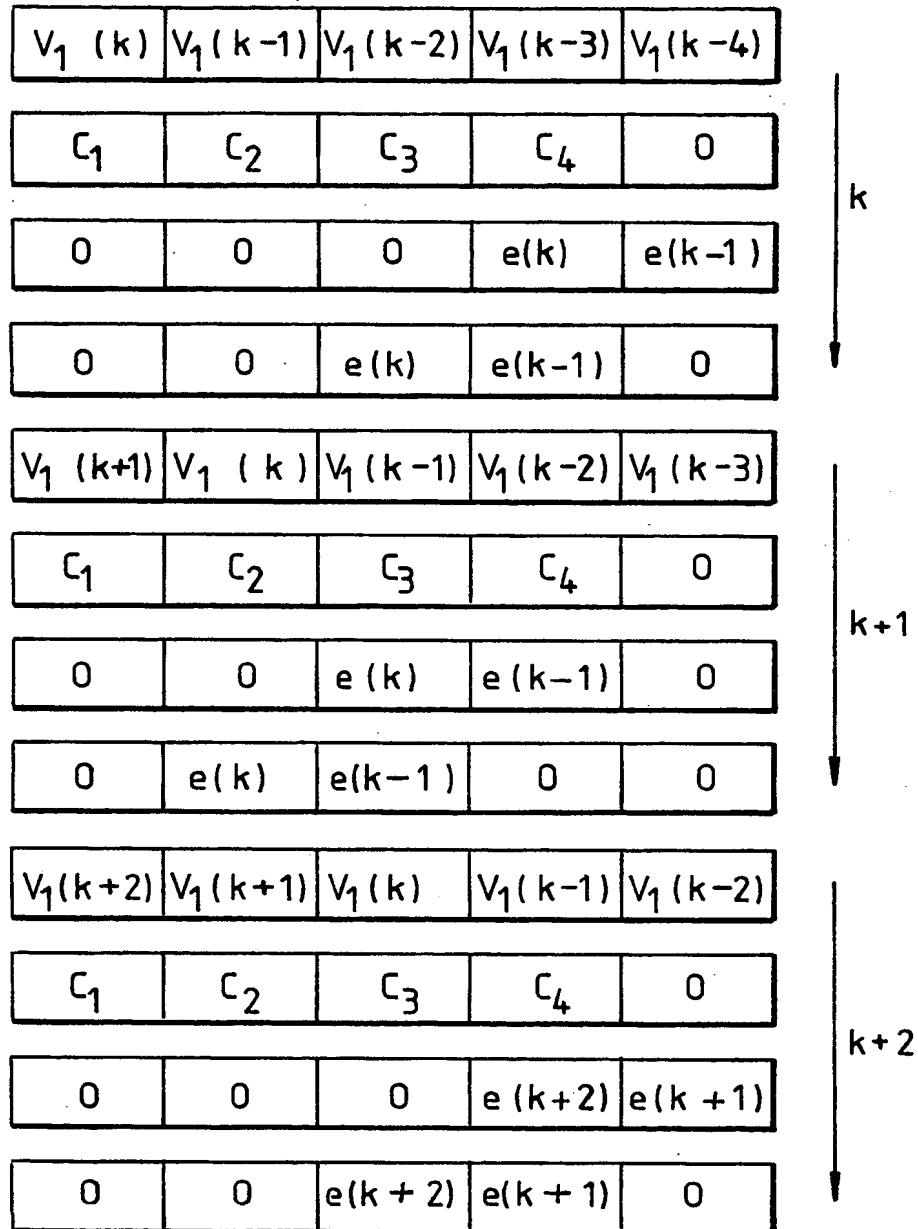 V₁ (k) V₁(k-1) V₁(k-2) V₁(k-3) V₁(k-4)
C₁ C₂ C₃ C₄ 0
k
0 0 0 e(k) e(k-1)
0 0 e(k) e(k-1) 0
V₁ (k+1) V₁ (k) V₁(k-1) V₁(k-2) V₁(k-3)
C₁ C₂ C₃ C₄ 0
k+1
0 0 e(k) e(k-1) 0
0 e(k) e(k-1) 0 0
V₁(k+2) V₁(k+1) V₁(k) V₁(k-1) V₁(k-2)
C₁ C₂ C₃ C₄ 0
k+2
0 0 0 e(k+2) e(k+1)
0 0 e(k+2) e(k+1) 0